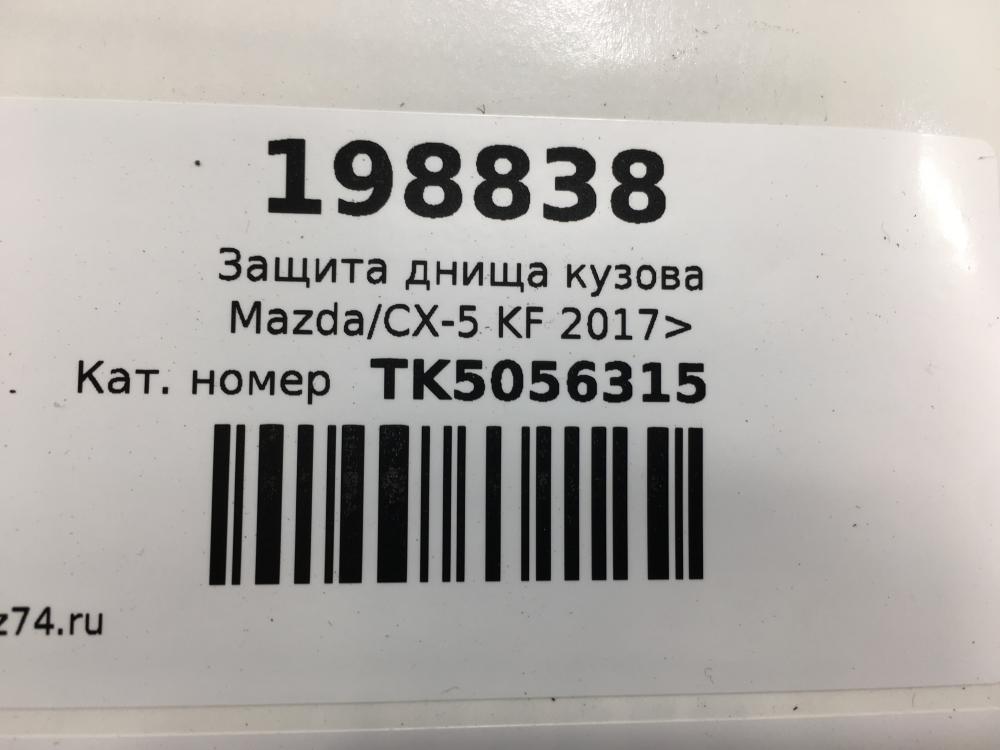 198838
Защита днища кузова
Mazda/CX-5 KF 2017>
Кат. номер TK5056315
z74.ru